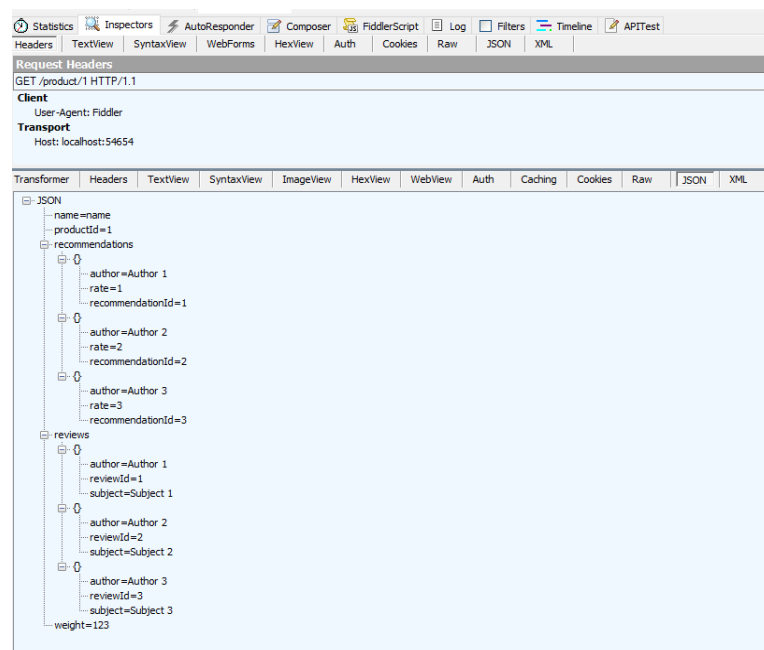 Statistics Inspectors AutoResponder Composer FiddlerScript Log Filters Timeline APITest
Headers TextView SyntaxView WebForms HexView Auth Cookies Raw JSON XML
Request Headers
GET /product/1 HTTP/1.1
Client
User-Agent: Fiddler
Transport
Host: localhost:54654
Transformer Headers TextView SyntaxView ImageView HexView WebView Auth Caching Cookies Raw JSON XML
JSON
name=name
productId=1
recommendations
{}
author=Author 1
rate=1
recommendationId=1
{}
author=Author 2
rate=2
recommendationId=2
{}
author=Author 3
rate=3
recommendationId=3
reviews
{}
author=Author 1
reviewId=1
subject=Subject 1
{}
author=Author 2
reviewId=2
subject=Subject 2
{}
author=Author 3
reviewId=3
subject=Subject 3
weight=123